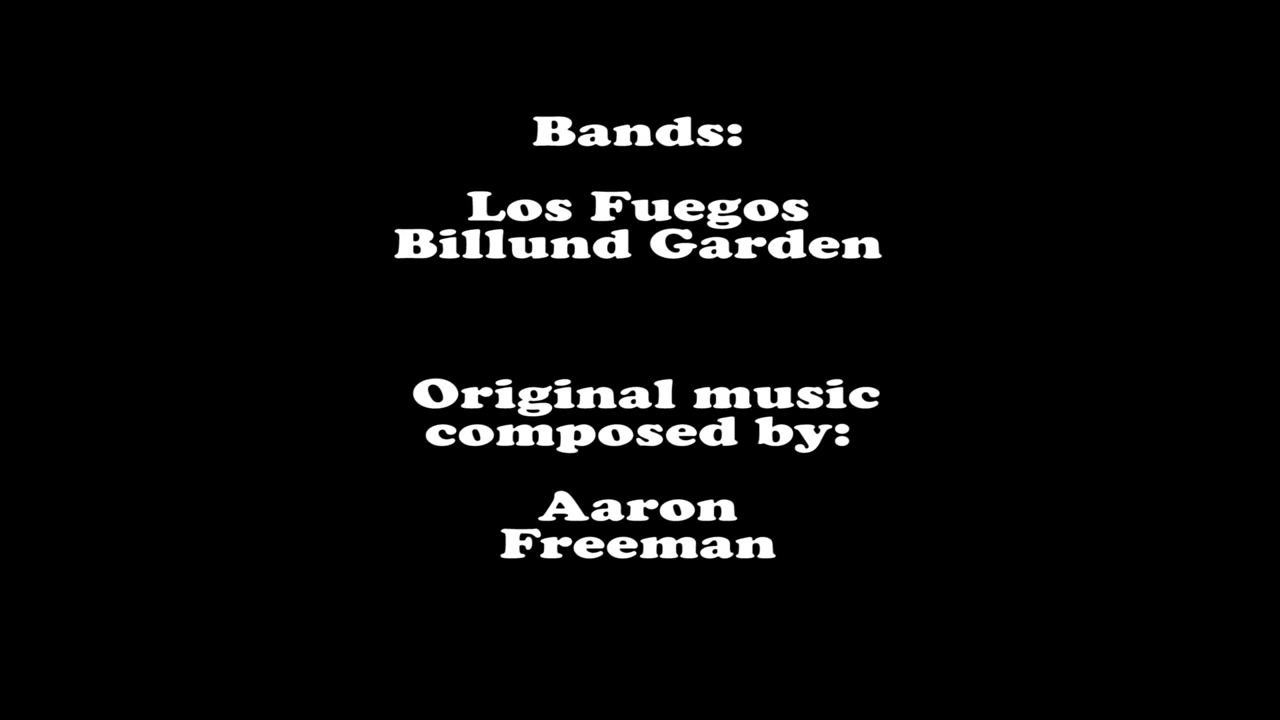 Bands:
Los Fuegos
Billund Garden
Original music
composed by:
Aaron
Freeman